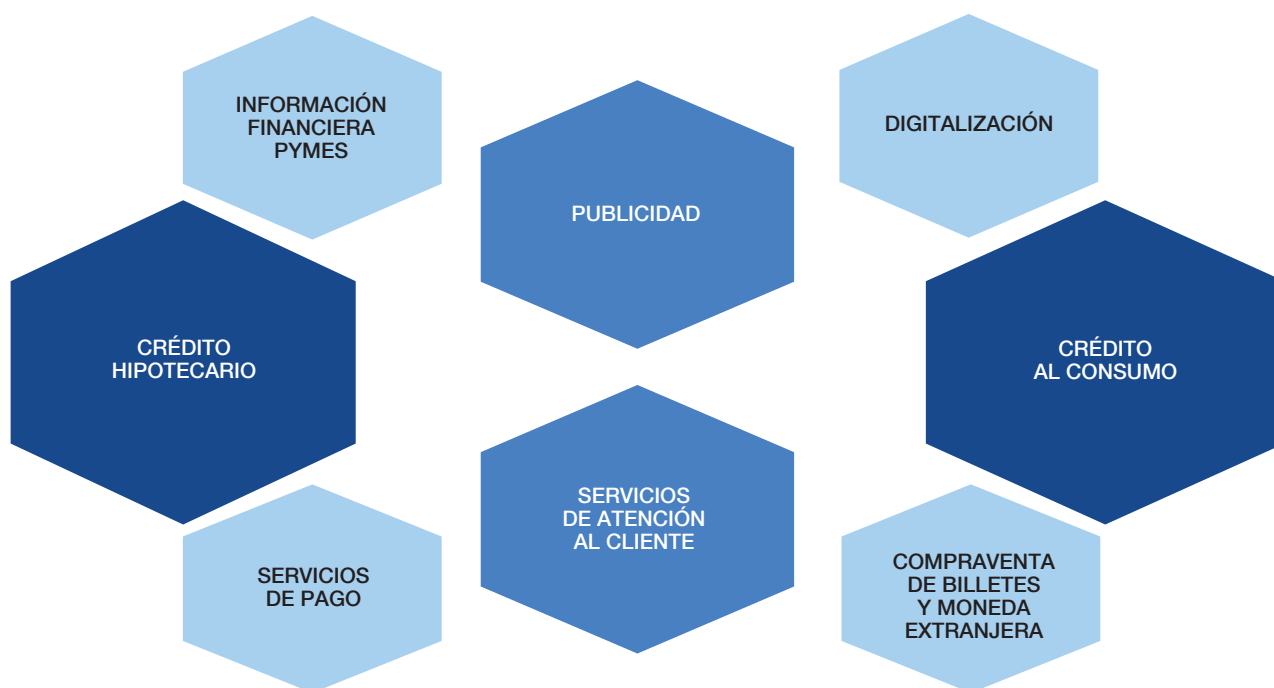 INFORMACIÓN
FINANCIERA
PYMES
PUBLICIDAD
DIGITALIZACIÓN
CRÉDITO
HIPOTECARIO
CRÉDITO
AL CONSUMO
SERVICIOS
DE PAGO
SERVICIOS
DE ATENCIÓN
AL CLIENTE
COMPRAVENTA
DE BILLETES
Y MONEDA
EXTRANJERA